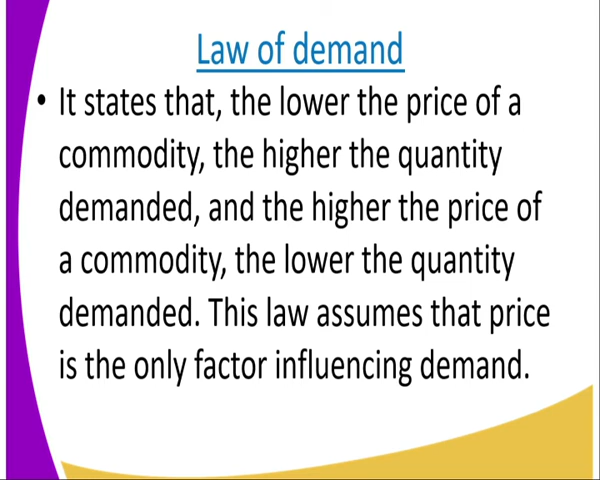 Law of demand
• It states that, the lower the price of a
commodity, the higher the quantity
demanded, and the higher the price of
a commodity, the lower the quantity
demanded. This law assumes that price
is the only factor influencing demand.